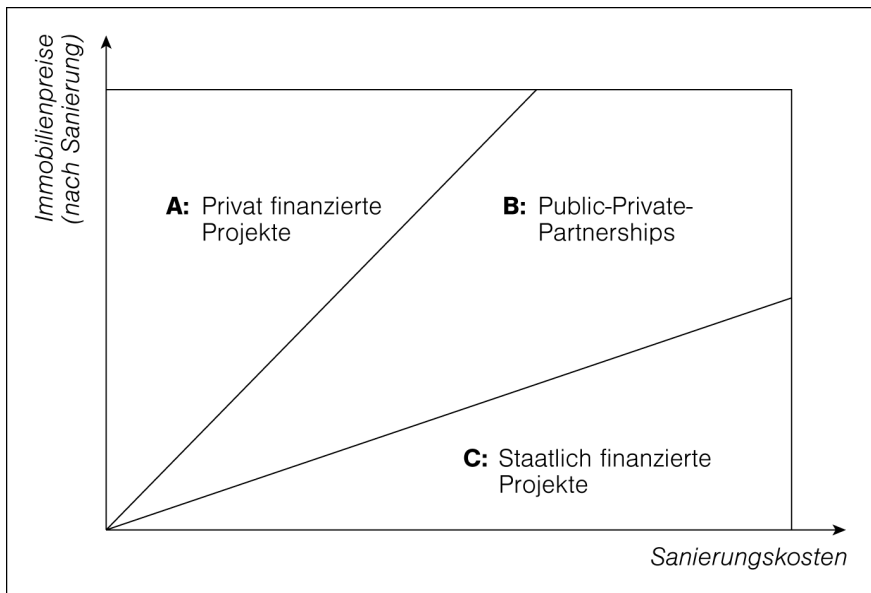 Immobilienpreise
(nach Sanierung)
A: Privat finanzierte
Projekte
B: Public-Private-
Partnerships
C: Staatlich finanzierte
Projekte
Sanierungskosten